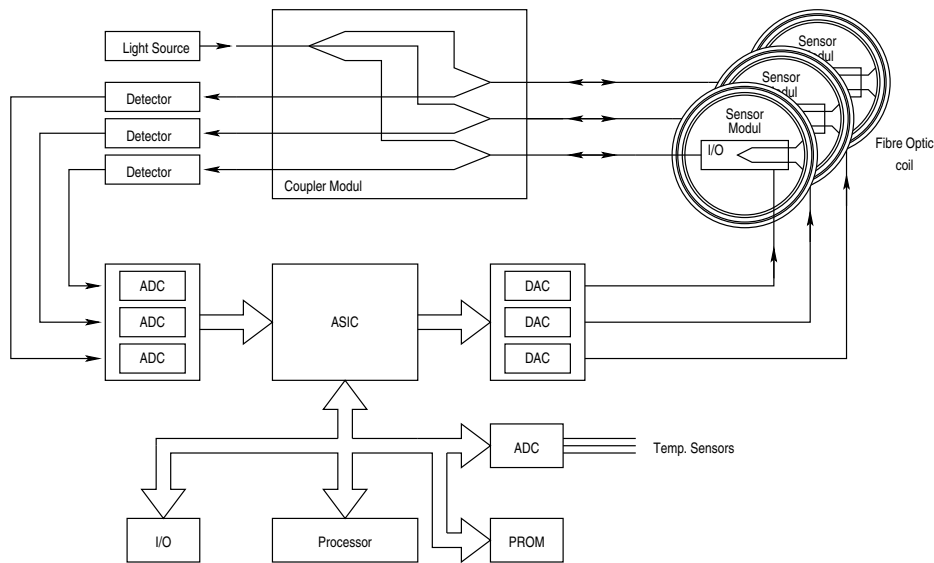 Light Source
Detector
Detector
Detector
Coupler Modul
Sensor
Modul
Sensor
Modul
Sensor
Modul
I/O
Fibre Optic
coil
ADC
ADC
ADC
ASIC
DAC
DAC
DAC
ADC
Temp. Sensors
I/O
Processor
PROM